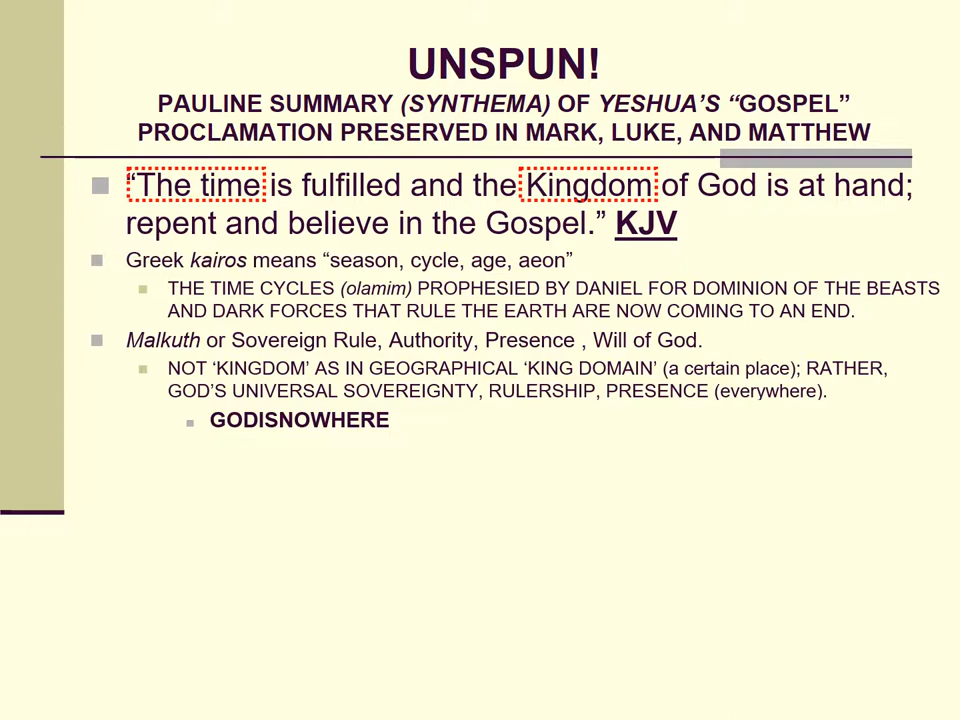 UNSPUN!
PAULINE SUMMARY (SYNTHEMA) OF YESHUA’S “GOSPEL”
PROCLAMATION PRESERVED IN MARK, LUKE, AND MATTHEW
“The time is fulfilled and the Kingdom of God is at hand;
repent and believe in the Gospel.” KJV
Greek kairos means “season, cycle, age, aeon”
THE TIME CYCLES (olamim) PROPHESIED BY DANIEL FOR DOMINION OF THE BEASTS
AND DARK FORCES THAT RULE THE EARTH ARE NOW COMING TO AN END.
Malkuth or Sovereign Rule, Authority, Presence , Will of God.
NOT ‘KINGDOM’ AS IN GEOGRAPHICAL ‘KING DOMAIN’ (a certain place); RATHER,
GOD’S UNIVERSAL SOVEREIGNTY, RULERSHIP, PRESENCE (everywhere).
GODISNOWHERE